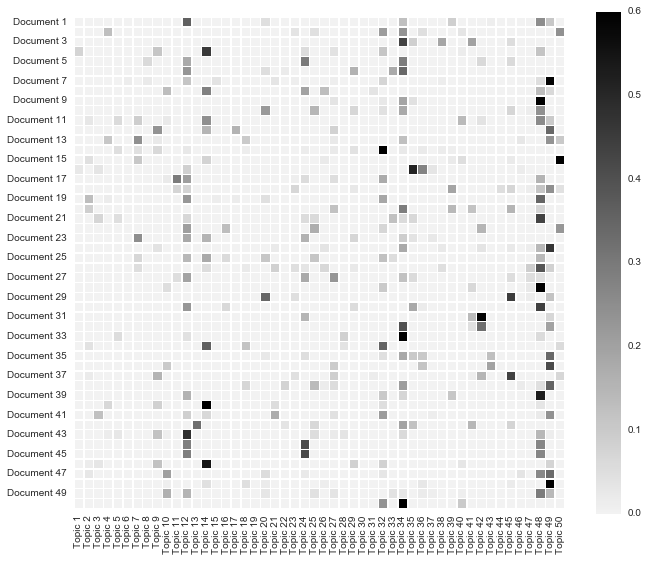 Document 1
Document 3
Document 5
Document 7
Document 9
Document 11
Document 13
Document 15
Document 17
Document 19
Document 21
Document 23
Document 25
Document 27
Document 29
Document 31
Document 33
Document 35
Document 37
Document 39
Document 41
Document 43
Document 45
Document 47
Document 49
Topic 1
Topic 2
Topic 3
Topic 4
Topic 5
Topic 6
Topic 7
Topic 8
Topic 9
Topic 10
Topic 11
Topic 12
Topic 13
Topic 14
Topic 15
Topic 16
Topic 17
Topic 18
Topic 19
Topic 20
Topic 21
Topic 22
Topic 23
Topic 24
Topic 25
Topic 26
Topic 27
Topic 28
Topic 29
Topic 30
Topic 31
Topic 32
Topic 33
Topic 34
Topic 35
Topic 36
Topic 37
Topic 38
Topic 39
Topic 40
Topic 41
Topic 42
Topic 43
Topic 44
Topic 45
Topic 46
Topic 47
Topic 48
Topic 49
Topic 50
0.6
0.5
0.4
0.3
0.2
0.1
0.0